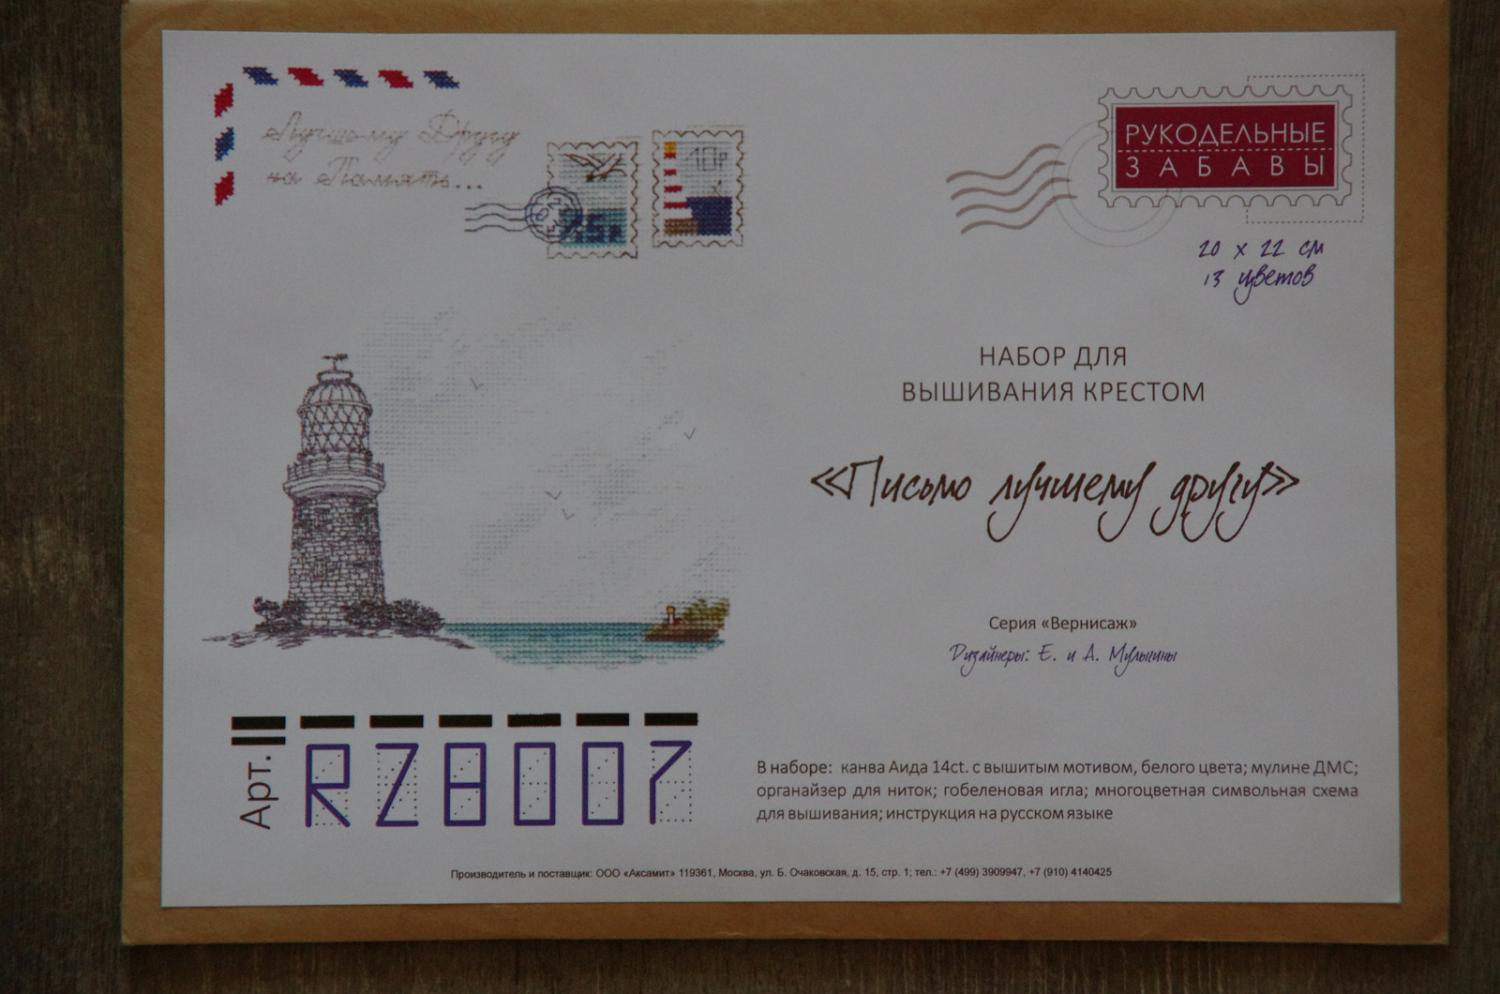 Лучшему Другу
на Память...
7.5к
10р
РУКОДЕЛЬНЫЕ
ЗАБАВЫ
20 х 22 см
13 цветов
НАБОР ДЛЯ
ВЫШИВАНИЯ КРЕСТОМ
«Письмо лучшему другу»
Серия «Вернисаж»
Дизайнеры: Е. и А. Мулыгины
Арт. RZ8007
В наборе: канва Аида 14ct. с вышитым мотивом, белого цвета; мулине ДМС;
органайзер для ниток; гобеленовая игла; многоцветная символьная схема
для вышивания; инструкция на русском языке
Производитель и поставщик: ООО «Аксамит» 119361, Москва, ул. Б. Очаковская, д. 15, стр. 1; тел.: +7 (499) 3909947, +7 (910) 4140425